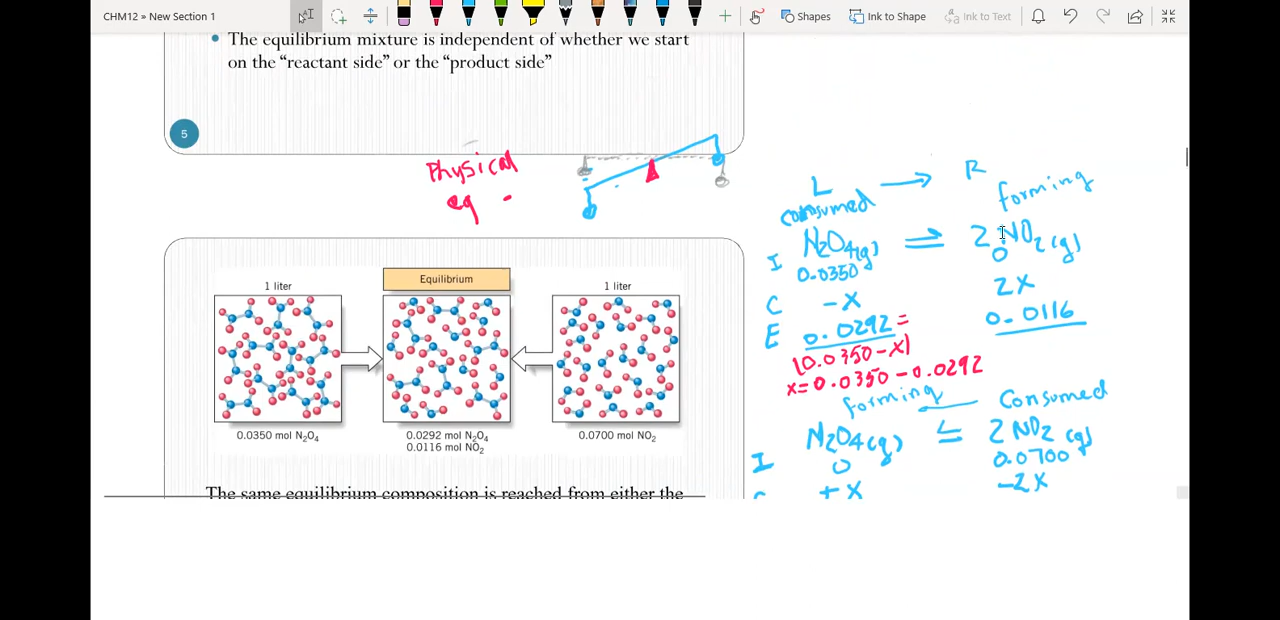 CHM12 » New Section 1
Shapes
Ink to Shape
Ink to Text
• The equilibrium mixture is independent of whether we start
on the “reactant side” or the “product side”
5
Physical
eq .
Equilibrium
1 liter
1 liter
0.0350 mol N₂O₄
0.0292 mol N₂O₄
0.0116 mol NO₂
0.0700 mol NO₂
The same equilibrium composition is reached from either the
L → R
consumed forming
N₂O₄(g) ⇌ 2 NO₂(g)
I 0.0350 0
C -x 2x
E 0.0292 = 0.0116
(0.0350-x)
x=0.0350-0.0292
forming ← Consumed
N₂O₄(g) ⇌ 2 NO₂ (g)
I 0 0.0700
C +x -2x